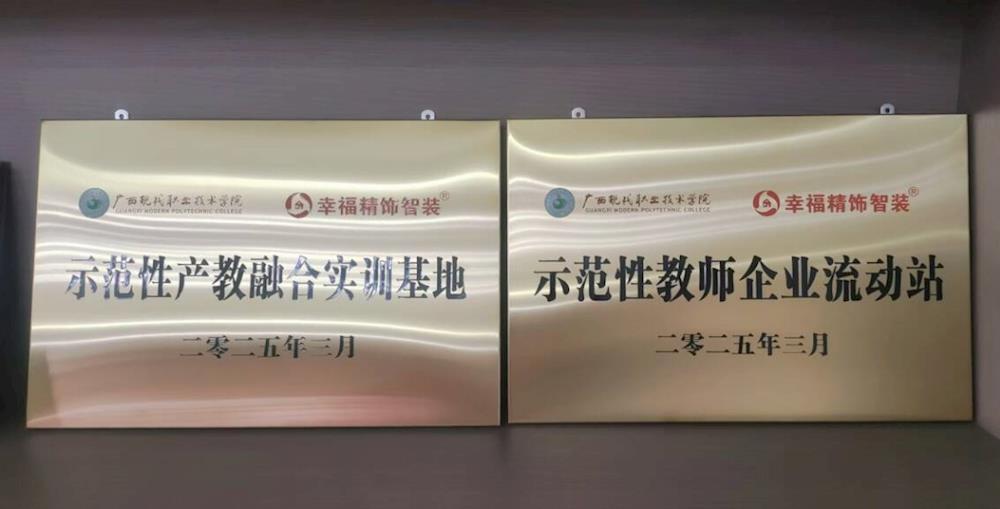 广西现代职业技术学院 幸福精饰智装®
GUANGXI MODERN POLYTECHNIC COLLEGE
示范性产教融合实训基地
二零二五年三月
广西现代职业技术学院 幸福精饰智装®
GUANGXI MODERN POLYTECHNIC COLLEGE
示范性教师企业流动站
二零二五年三月